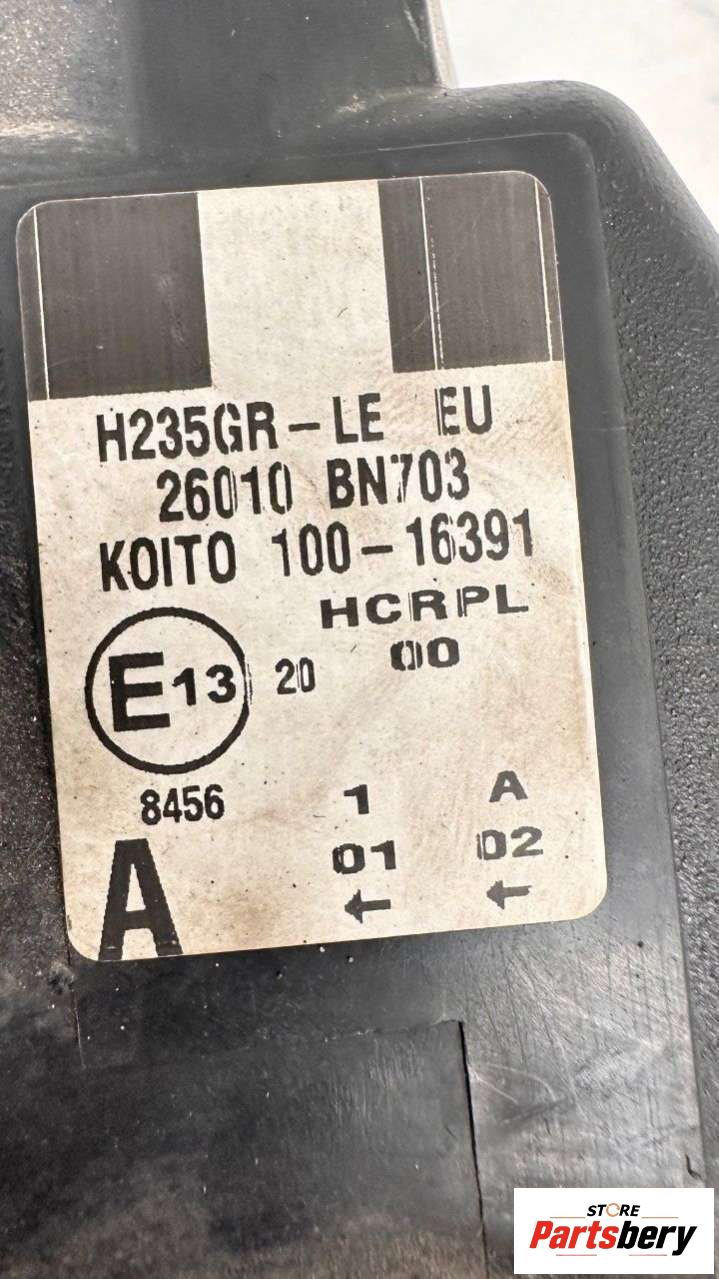 H235GR-LE EU
26010 BN703
KOITO 100-16391
HCRPL
E13 20 00
8456
1 A
01 02
← ←
A
STORE
Partsbery